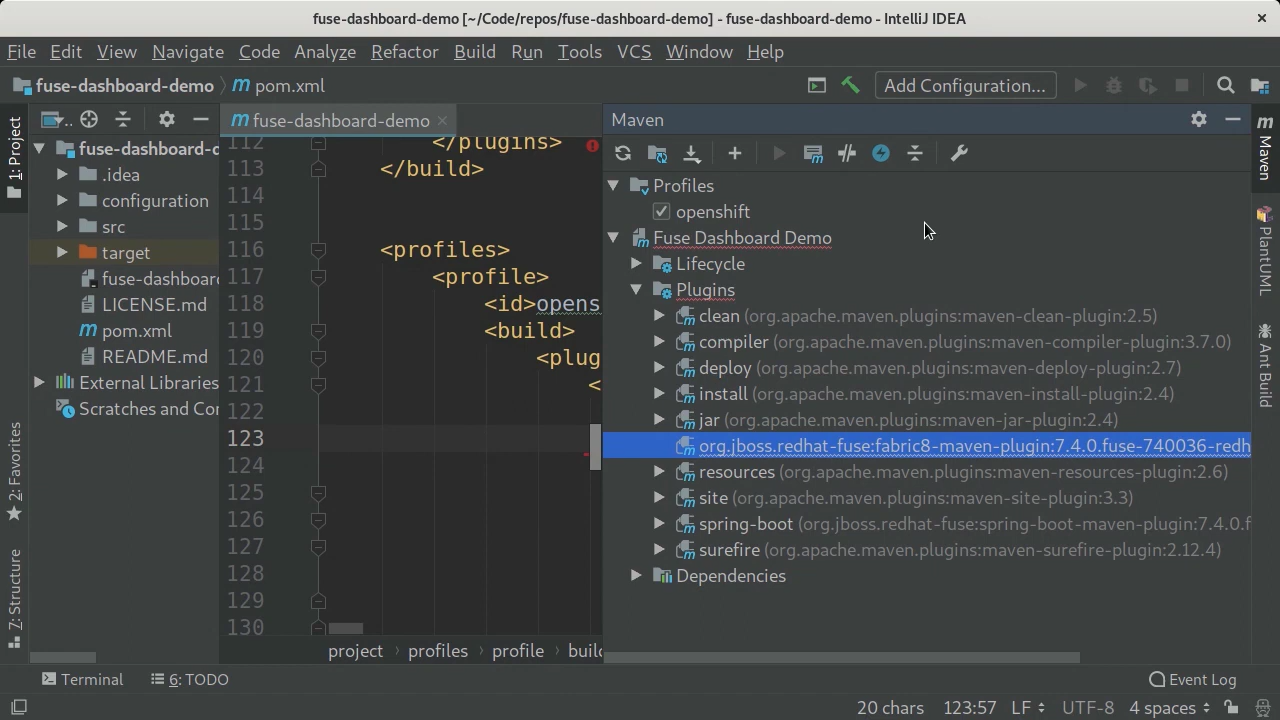 fuse-dashboard-demo [~/Code/repos/fuse-dashboard-demo] - fuse-dashboard-demo - IntelliJ IDEA
File Edit View Navigate Code Analyze Refactor Build Run Tools VCS Window Help
fuse-dashboard-demo pom.xml Add Configuration...
1: Project
2: Favorites
7: Structure
fuse-dashboard-d
.idea
configuration
src
target
fuse-dashboar
LICENSE.md
pom.xml
README.md
External Libraries
Scratches and Cor
fuse-dashboard-demo
112 </plugins>
113 </build>
114
115
116 <profiles>
117 <profile>
118 <id>opens
119 <build>
120 <plug
121 <
122
123
124
125
126
127
128
129
130
project profiles profile build
Maven
Profiles
openshift
Fuse Dashboard Demo
Lifecycle
Plugins
clean (org.apache.maven.plugins:maven-clean-plugin:2.5)
compiler (org.apache.maven.plugins:maven-compiler-plugin:3.7.0)
deploy (org.apache.maven.plugins:maven-deploy-plugin:2.7)
install (org.apache.maven.plugins:maven-install-plugin:2.4)
jar (org.apache.maven.plugins:maven-jar-plugin:2.4)
org.jboss.redhat-fuse:fabric8-maven-plugin:7.4.0.fuse-740036-redh
resources (org.apache.maven.plugins:maven-resources-plugin:2.6)
site (org.apache.maven.plugins:maven-site-plugin:3.3)
spring-boot (org.jboss.redhat-fuse:spring-boot-maven-plugin:7.4.0.f
surefire (org.apache.maven.plugins:maven-surefire-plugin:2.12.4)
Dependencies
Maven
PlantUML
Ant Build
Terminal 6: TODO Event Log
20 chars 123:57 LF UTF-8 4 spaces